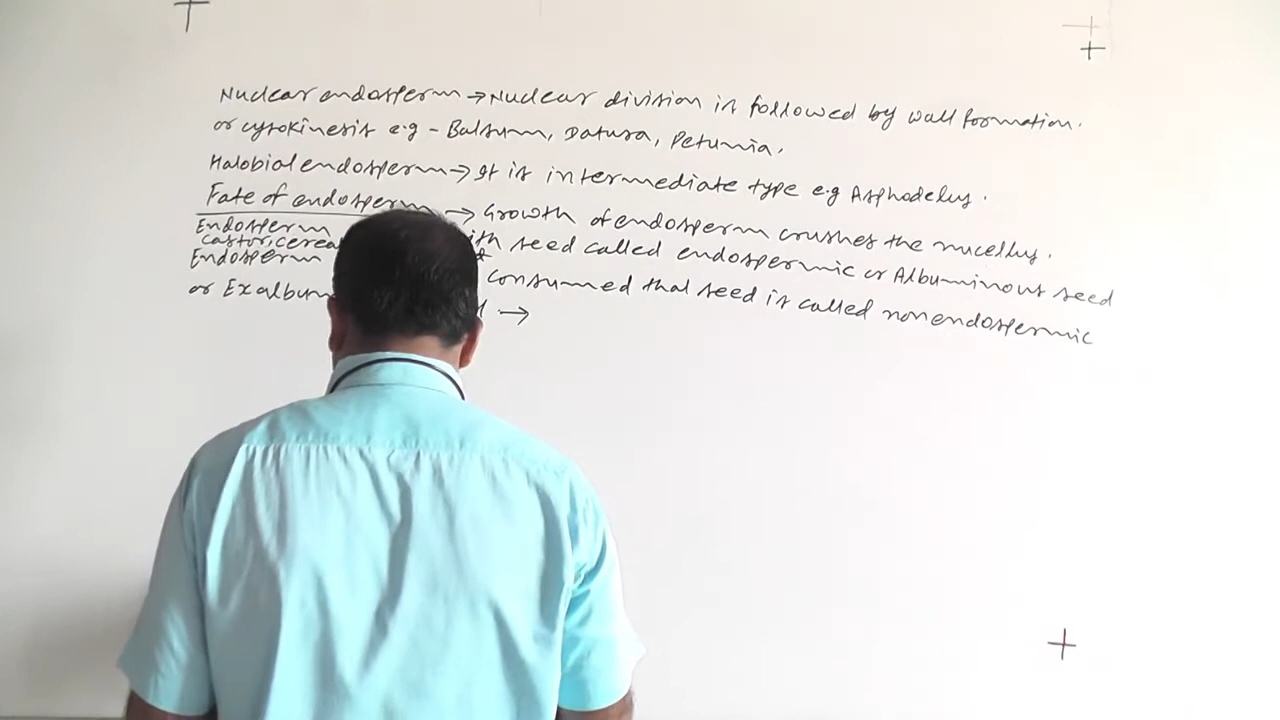 Nuclear endosperm → Nuclear division is followed by wall formation.
or cytokinesis e.g - Balsum, Datura, Petunia.
Halobial endosperm → It is intermediate type e.g Asphodelus.
Fate of endosperm → Growth of endosperm crushes the nucellus.
Endosperm ith seed called endospermic or Albuminous seed
castor, cerea
Endosperm consumed that seed is called nonendospermic
or Exalbum →